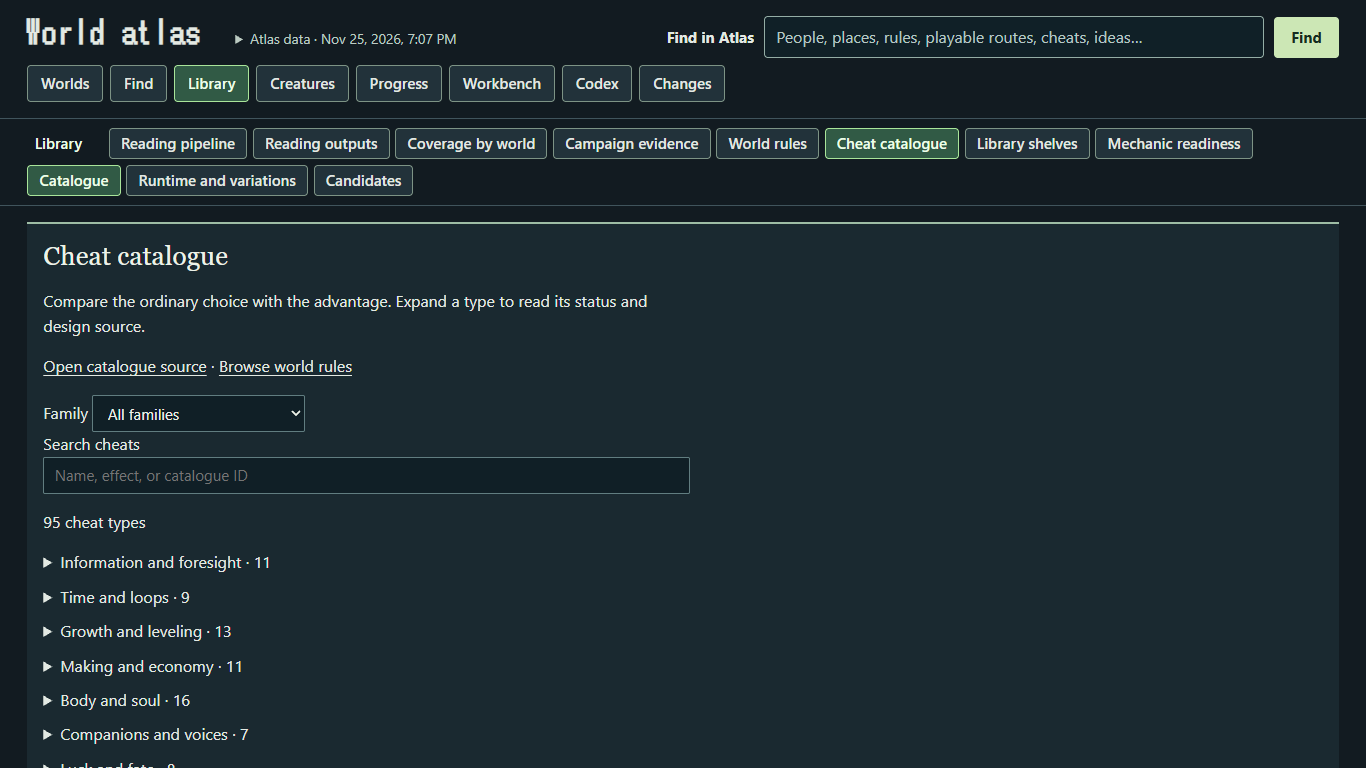 World atlas
▶ Atlas data · Nov 25, 2026, 7:07 PM
Find in Atlas
People, places, rules, playable routes, cheats, ideas...
Find
Worlds
Find
Library
Creatures
Progress
Workbench
Codex
Changes
Library
Reading pipeline
Reading outputs
Coverage by world
Campaign evidence
World rules
Cheat catalogue
Library shelves
Mechanic readiness
Catalogue
Runtime and variations
Candidates
Cheat catalogue
Compare the ordinary choice with the advantage. Expand a type to read its status and
design source.
Open catalogue source · Browse world rules
Family
All families
Search cheats
Name, effect, or catalogue ID
95 cheat types
▶ Information and foresight · 11
▶ Time and loops · 9
▶ Growth and leveling · 13
▶ Making and economy · 11
▶ Body and soul · 16
▶ Companions and voices · 7